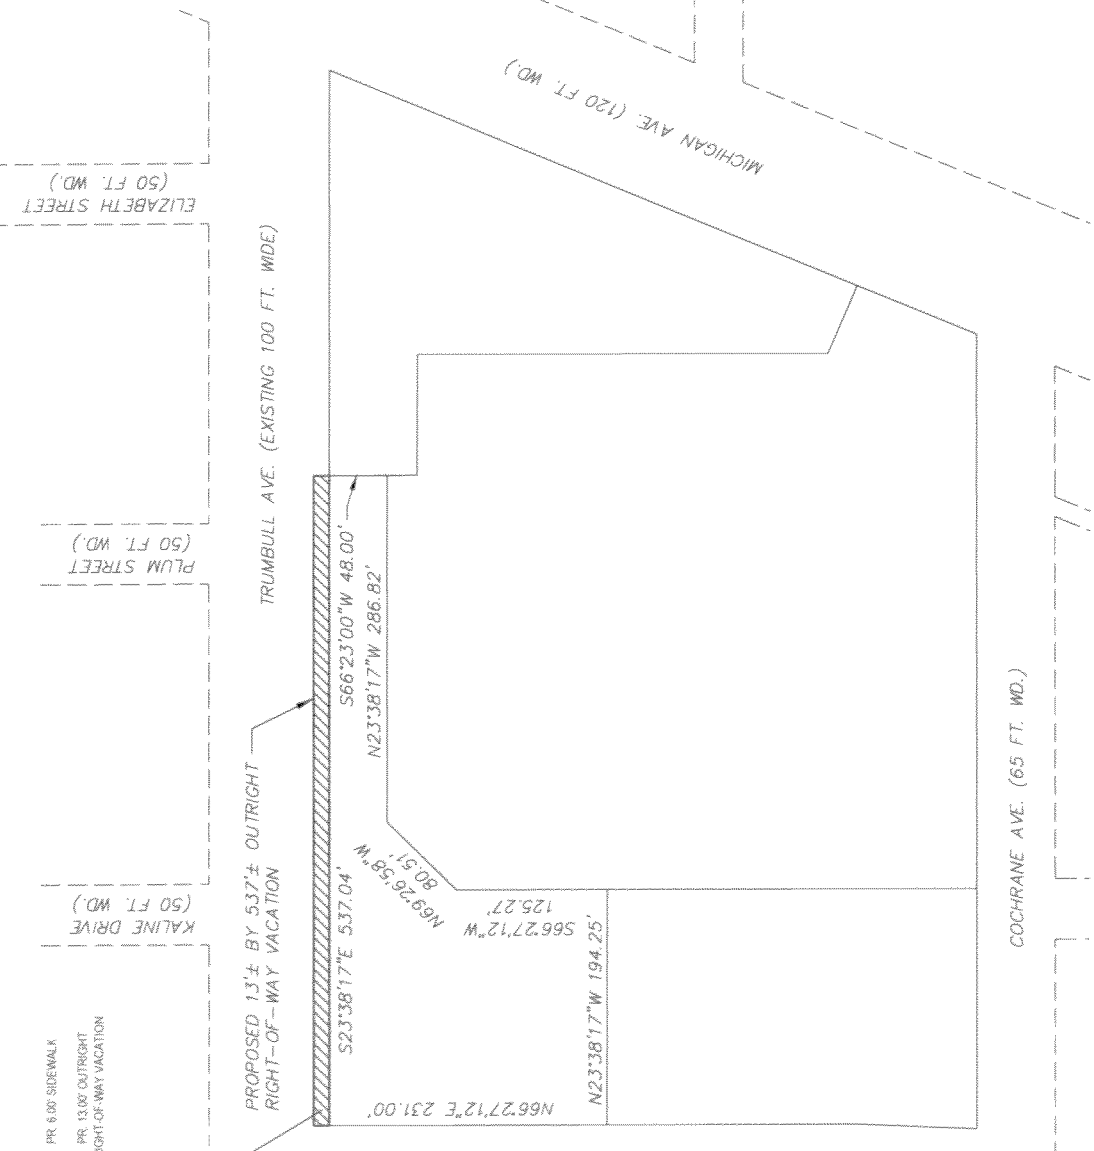 MICHIGAN AVE. (120 FT. WD.)
ELIZABETH STREET
(50 FT. WD.)
TRUMBULL AVE. (EXISTING 100 FT. WIDE)
PLUM STREET
(50 FT. WD.)
S66°23'00"W 48.00'
N23°38'17"W 286.82'
PROPOSED 13'± BY 537'± OUTRIGHT
RIGHT-OF-WAY VACATION
S23°38'17"E 537.04'
N69°26'58"W
80.51'
S66°27'12"W
125.27'
N23°38'17"W 194.25'
N66°27'12"E 231.00'
COCHRANE AVE. (65 FT. WD.)
KALINE DRIVE
(50 FT. WD.)
PR. 6.00' SIDEWALK
PR. 13.00' OUTRIGHT
GHT-OF-WAY VACATION